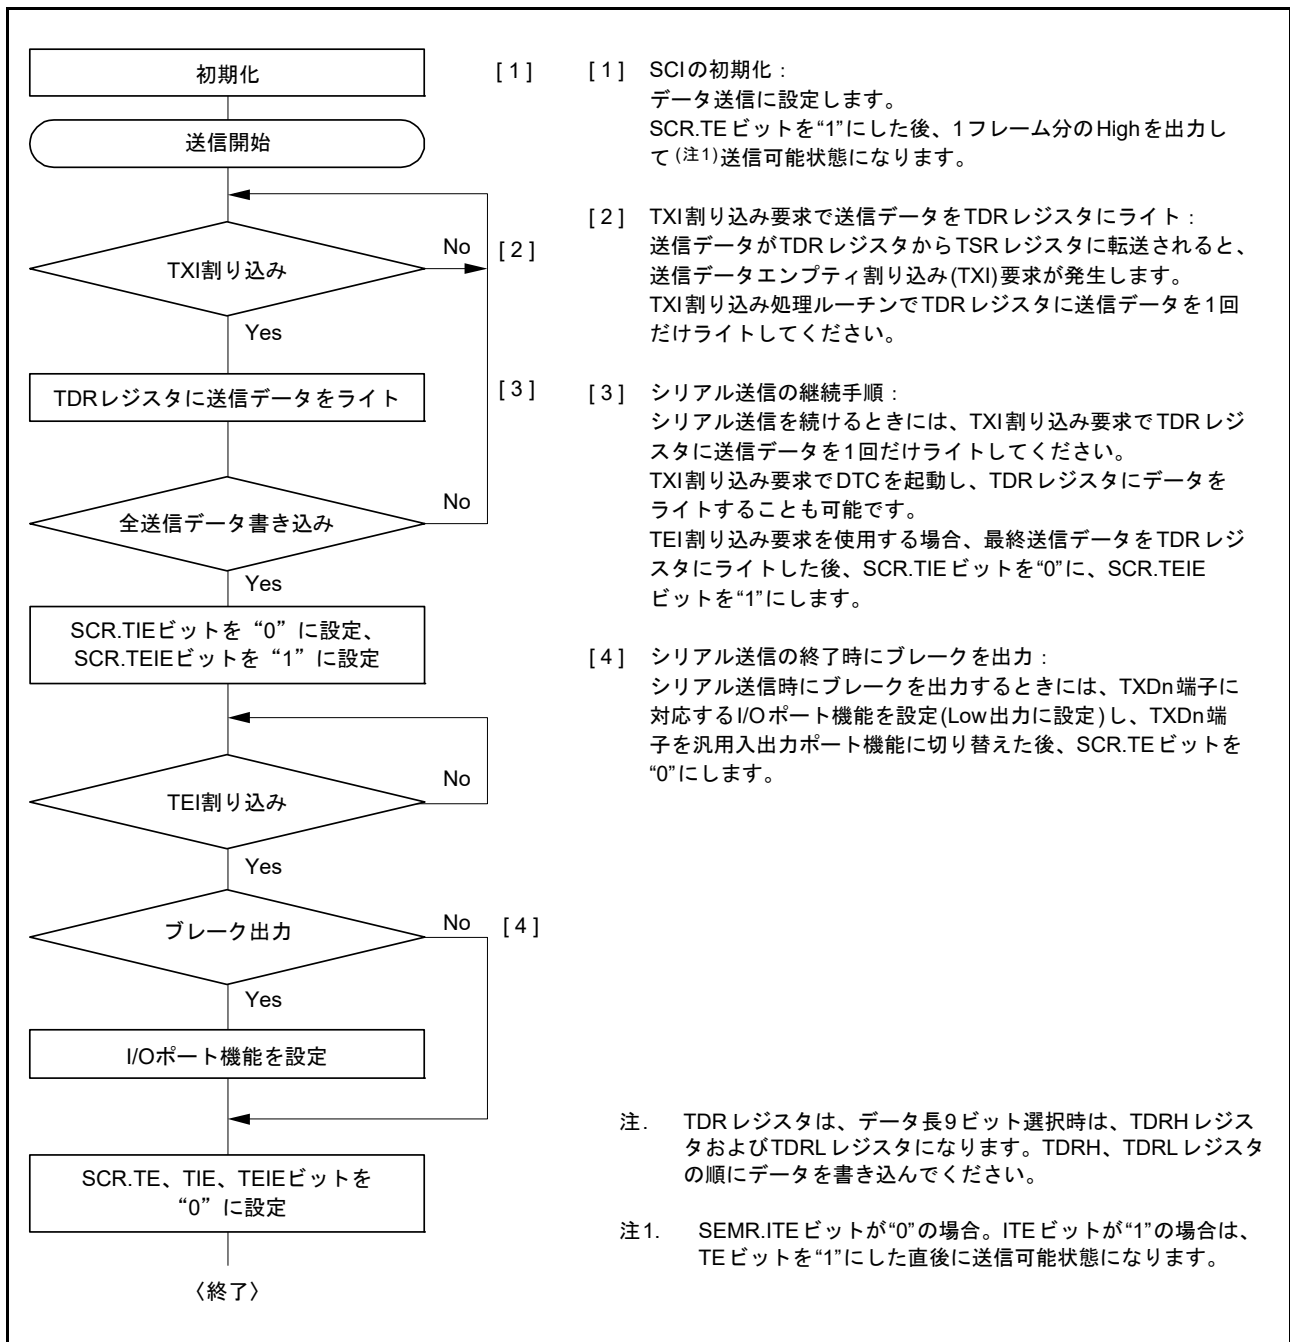 初期化
[ 1 ]
送信開始
TXI割り込み
No
[ 2 ]
Yes
TDRレジスタに送信データをライト
[ 3 ]
全送信データ書き込み
No
Yes
SCR.TIEビットを“0”に設定、
SCR.TEIEビットを“1”に設定
TEI割り込み
No
Yes
ブレーク出力
No
[ 4 ]
Yes
I/Oポート機能を設定
SCR.TE、TIE、TEIEビットを
“0”に設定
〈終了〉
[ 1 ] SCIの初期化：
データ送信に設定します。
SCR.TEビットを“1”にした後、1フレーム分のHighを出力し
て(注1)送信可能状態になります。
[ 2 ] TXI割り込み要求で送信データをTDRレジスタにライト：
送信データがTDRレジスタからTSRレジスタに転送されると、
送信データエンプティ割り込み(TXI)要求が発生します。
TXI割り込み処理ルーチンでTDRレジスタに送信データを1回
だけライトしてください。
[ 3 ] シリアル送信の継続手順：
シリアル送信を続けるときには、TXI割り込み要求でTDRレジ
スタに送信データを1回だけライトしてください。
TXI割り込み要求でDTCを起動し、TDRレジスタにデータを
ライトすることも可能です。
TEI割り込み要求を使用する場合、最終送信データをTDRレジ
スタにライトした後、SCR.TIEビットを“0”に、SCR.TEIE
ビットを“1”にします。
[ 4 ] シリアル送信の終了時にブレークを出力：
シリアル送信時にブレークを出力するときには、TXDn端子に
対応するI/Oポート機能を設定(Low出力に設定)し、TXDn端
子を汎用入出力ポート機能に切り替えた後、SCR.TEビットを
“0”にします。
注. TDRレジスタは、データ長9ビット選択時は、TDRHレジス
タおよびTDRLレジスタになります。TDRH、TDRLレジスタ
の順にデータを書き込んでください。
注1. SEMR.ITEビットが“0”の場合。ITEビットが“1”の場合は、
TEビットを“1”にした直後に送信可能状態になります。